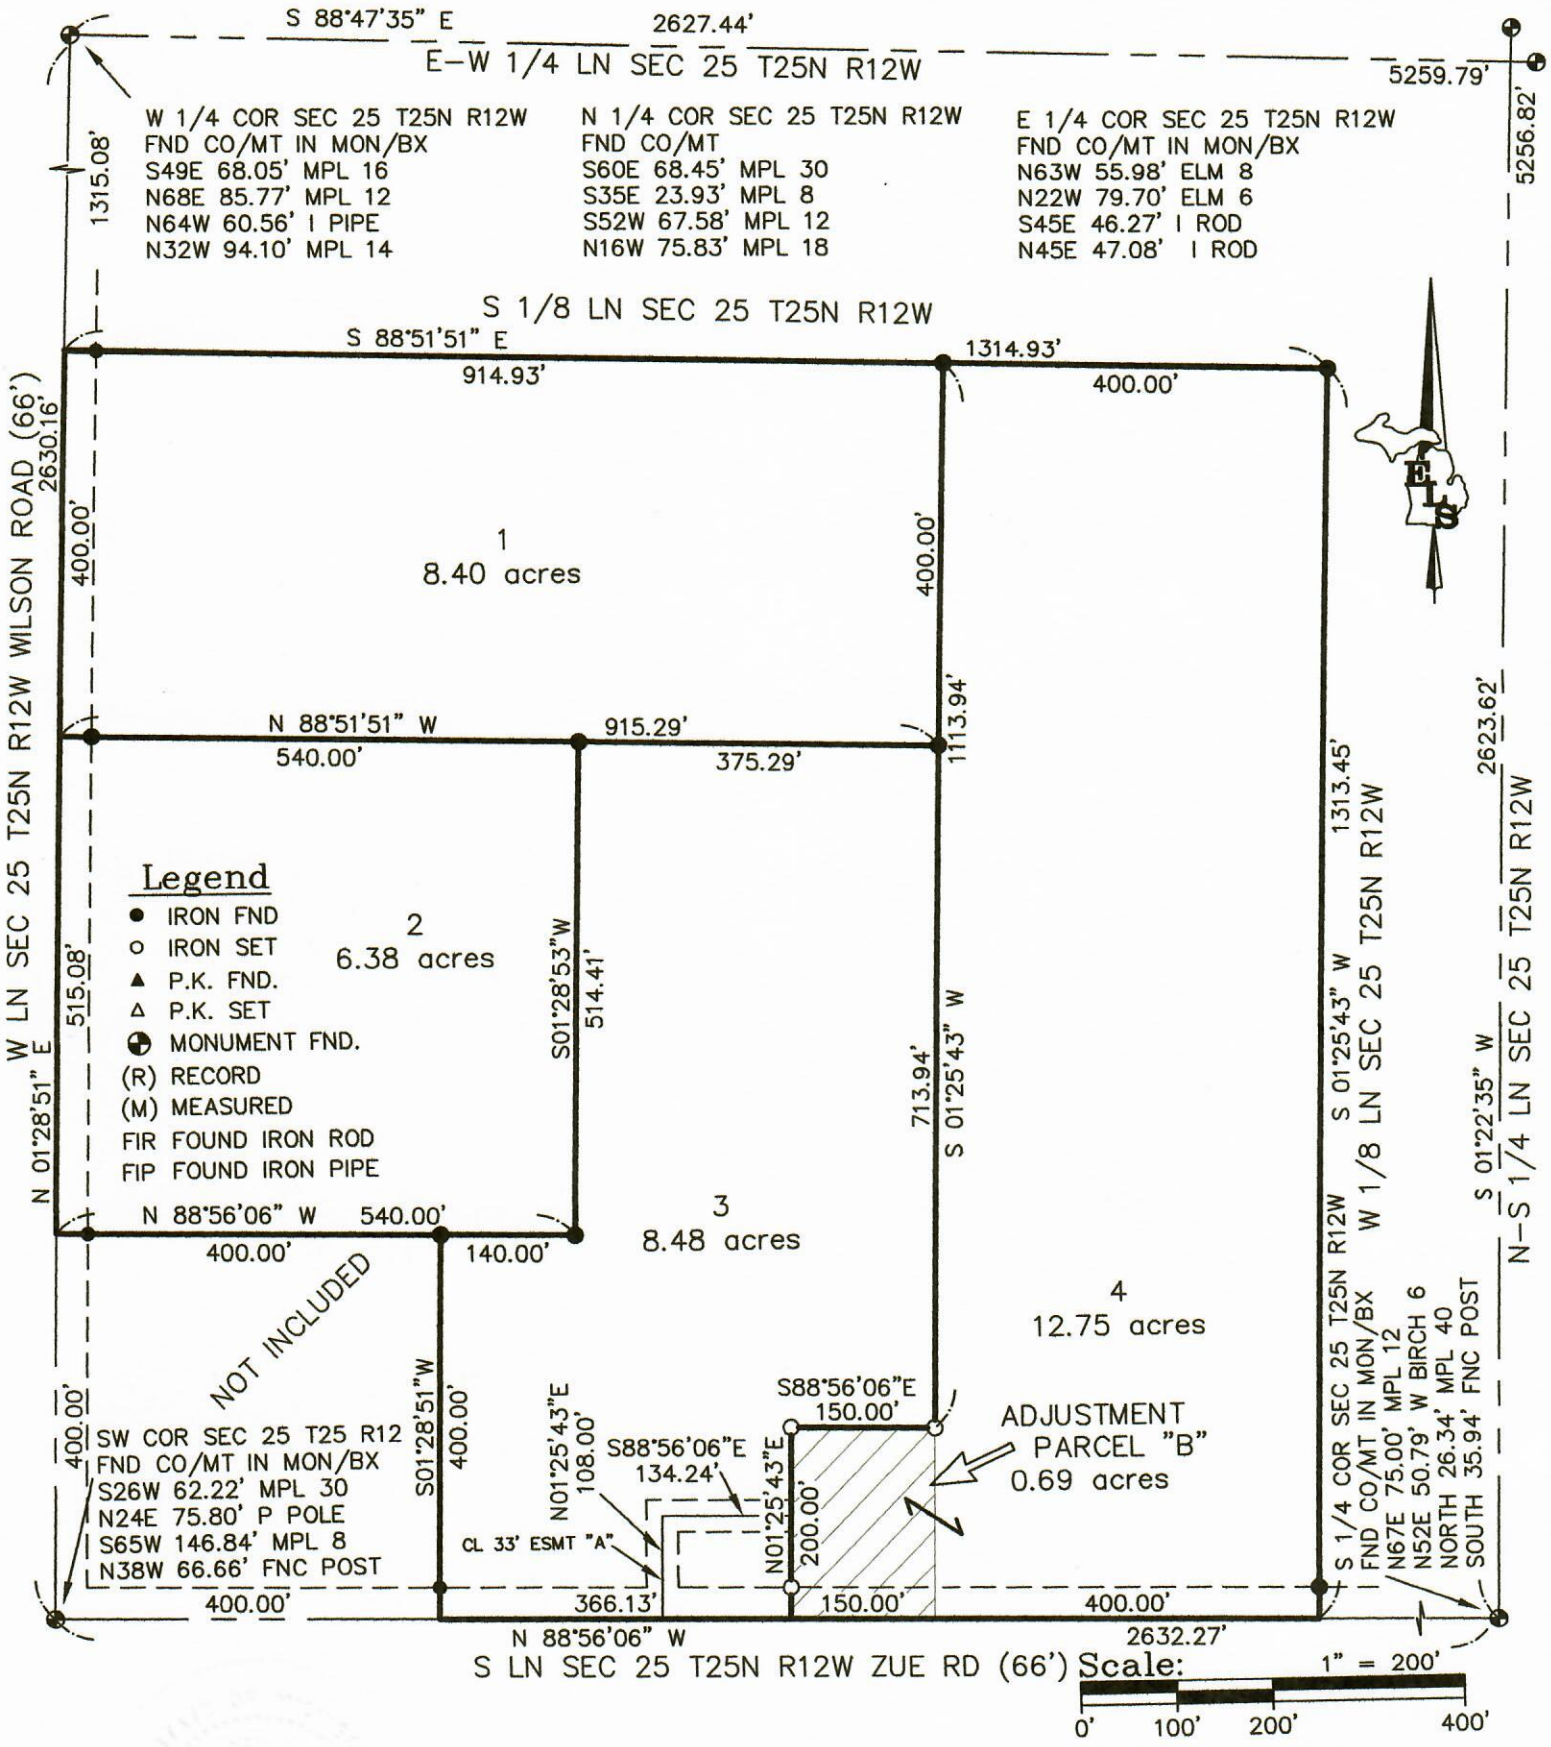 S 88°47'35" E
2627.44'
E-W 1/4 LN SEC 25 T25N R12W
5259.79'
5256.82'
W 1/4 COR SEC 25 T25N R12W
FND CO/MT IN MON/BX
S49E 68.05' MPL 16
N68E 85.77' MPL 12
N64W 60.56' I PIPE
N32W 94.10' MPL 14
N 1/4 COR SEC 25 T25N R12W
FND CO/MT
S60E 68.45' MPL 30
S35E 23.93' MPL 8
S52W 67.58' MPL 12
N16W 75.83' MPL 18
E 1/4 COR SEC 25 T25N R12W
FND CO/MT IN MON/BX
N63W 55.98' ELM 8
N22W 79.70' ELM 6
S45E 46.27' I ROD
N45E 47.08' I ROD
1315.08'
S 1/8 LN SEC 25 T25N R12W
S 88°51'51" E
914.93'
1314.93'
400.00'
W LN SEC 25 T25N R12W WILSON ROAD (66')
2630.16'
400.00'
1
8.40 acres
400.00'
ELS
N 88°51'51" W
915.29'
540.00'
375.29'
1113.94'
1313.45'
2623.62'
Legend
IRON FND
IRON SET
P.K. FND.
P.K. SET
MONUMENT FND.
(R) RECORD
(M) MEASURED
FIR FOUND IRON ROD
FIP FOUND IRON PIPE
2
6.38 acres
515.08'
N 01°28'51" E
S01°28'53"W
514.41'
713.94'
S 01°25'43" W
S 01°25'43" W
W 1/8 LN SEC 25 T25N R12W
S 01°22'35" W
N-S 1/4 LN SEC 25 T25N R12W
N 88°56'06" W
540.00'
400.00'
140.00'
3
8.48 acres
4
12.75 acres
NOT INCLUDED
400.00'
S01°28'51"W
400.00'
SW COR SEC 25 T25 R12
FND CO/MT IN MON/BX
S26W 62.22' MPL 30
N24E 75.80' P POLE
S65W 146.84' MPL 8
N38W 66.66' FNC POST
N01°25'43"E
108.00'
S88°56'06"E
134.24'
CL 33' ESMT "A"
S88°56'06"E
150.00'
N01°25'43"E
200.00'
ADJUSTMENT
PARCEL "B"
0.69 acres
S 1/4 COR SEC 25 T25N R12W
FND CO/MT IN MON/BX
N67E 75.00' MPL 12
N52E 50.79' W BIRCH 6
NORTH 26.34' MPL 40
SOUTH 35.94' FNC POST
400.00'
366.13'
150.00'
400.00'
N 88°56'06" W
2632.27'
S LN SEC 25 T25N R12W ZUE RD (66')
Scale:
1" = 200'
0'
100'
200'
400'